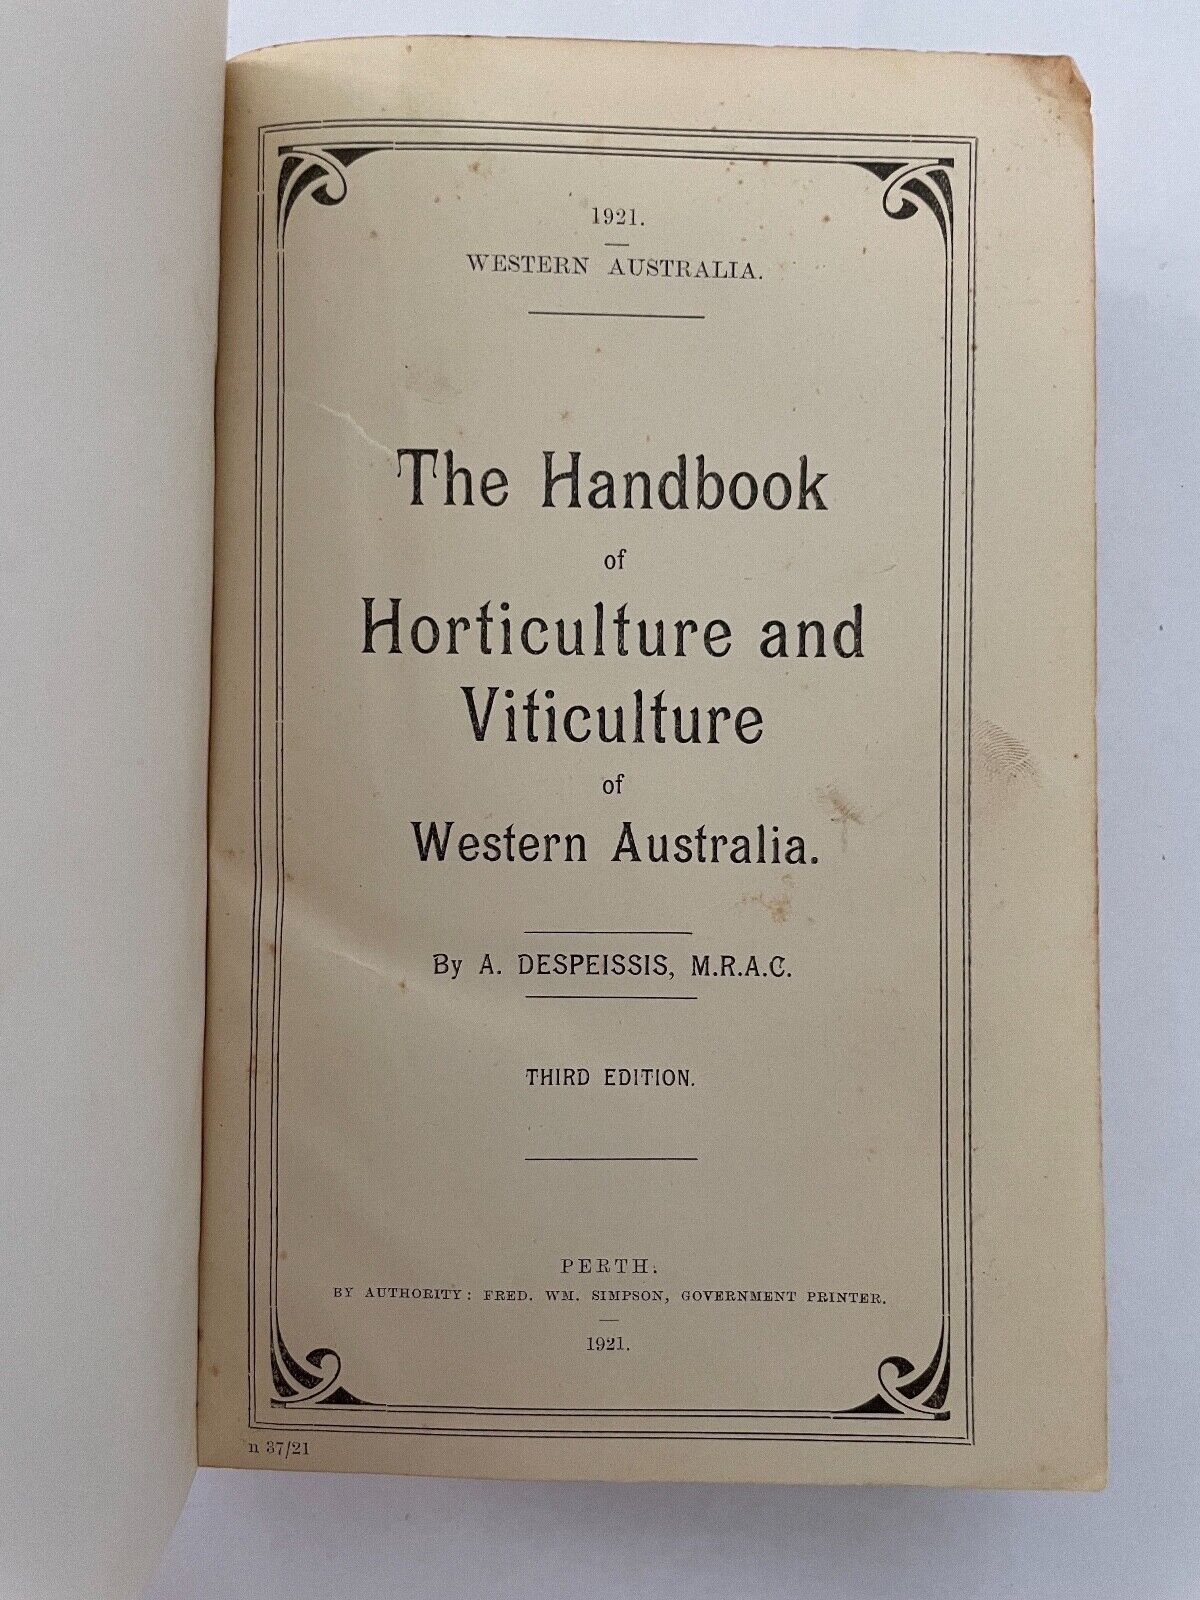 1921.
WESTERN AUSTRALIA.
The Handbook
of
Horticulture and
Viticulture
of
Western Australia.
By A. DESPEISSIS, M.R.A.C.
THIRD EDITION.
PERTH.
BY AUTHORITY: FRED. WM. SIMPSON, GOVERNMENT PRINTER.
1921.
n 37/21